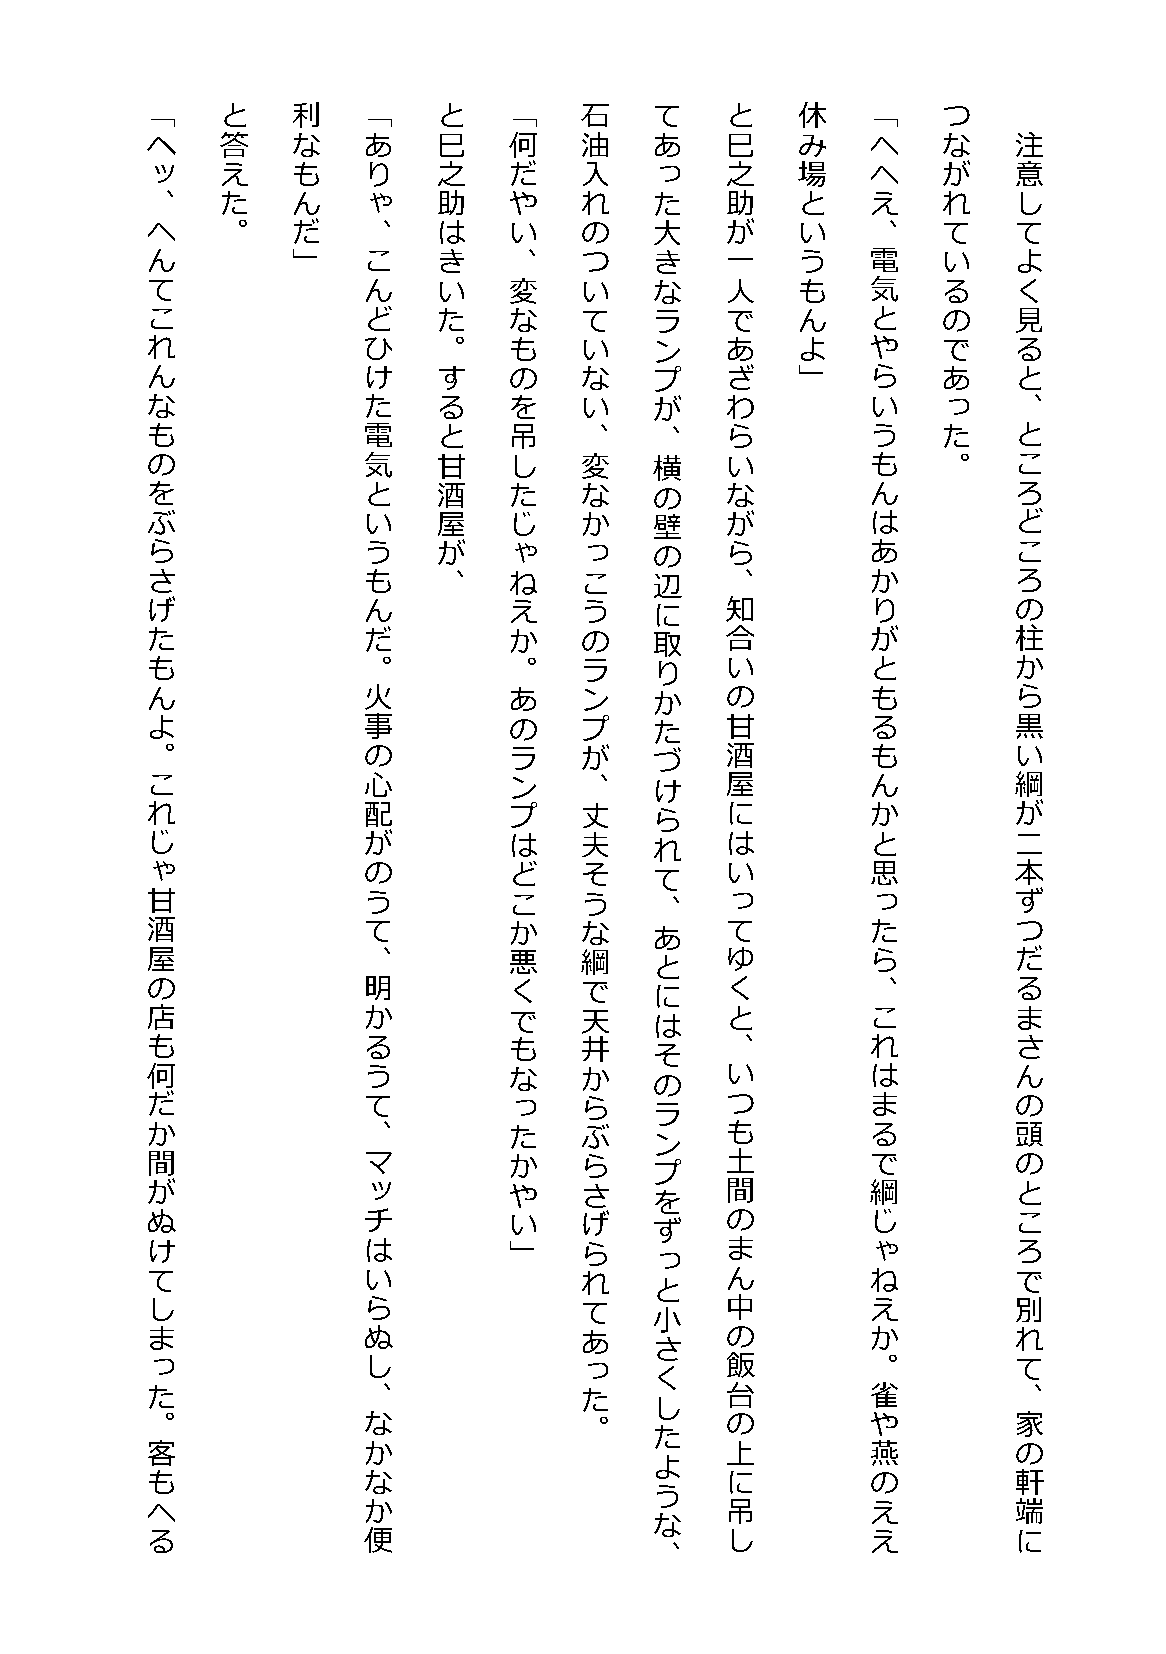 注意してよく見ると、ところどころの柱から黒い綱が二本ずつだるまさんの頭のところで別れて、家の軒端に
つながれているのであった。
「へへえ、電気とやらいうもんはあかりがともるもんかと思ったら、これはまるで綱じゃねえか。雀や燕のええ
休み場というもんよ」
と巳之助が一人であざわらいながら、知合いの甘酒屋にはいってゆくと、いつも土間のまん中の飯台の上に吊し
てあった大きなランプが、横の壁の辺に取りかたづけられて、あとにはそのランプをずっと小さくしたような、
石油入れのついていない、変なかっこうのランプが、丈夫そうな綱で天井からぶらさげられてあった。
「何だやい、変なものを吊したじゃねえか。あのランプはどこか悪くでもなったかやい」
と巳之助はきいた。すると甘酒屋が、
「ありゃ、こんどひけた電気というもんだ。火事の心配がのうて、明かるうて、マッチはいらぬし、なかなか便
利なもんだ」
と答えた。
「ヘッ、へんてこれんなものをぶらさげたもんよ。これじゃ甘酒屋の店も何だか間がぬけてしまった。客もへる